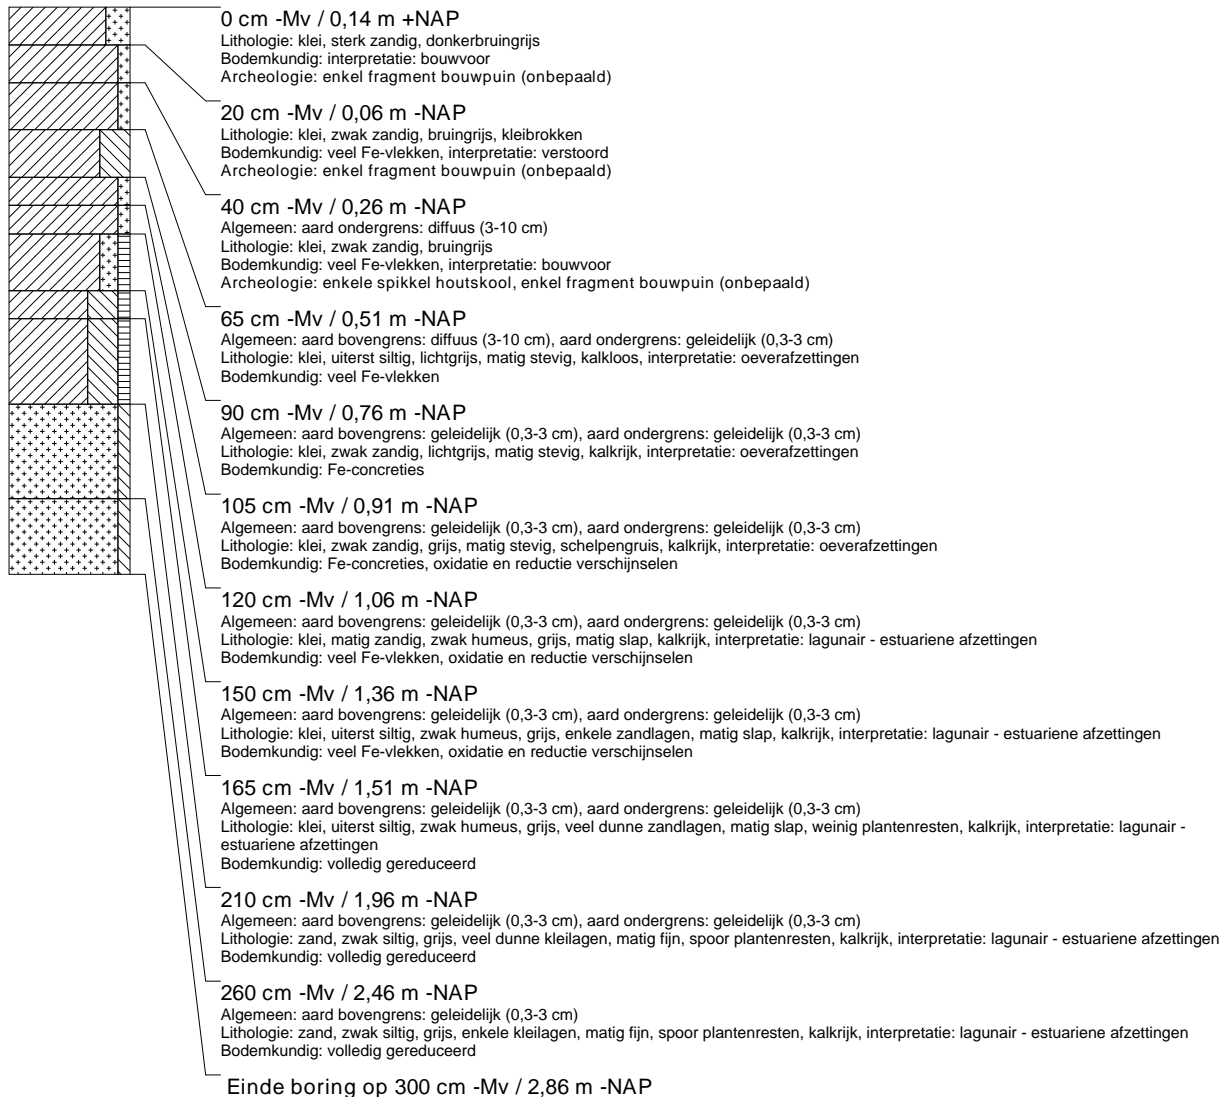 0 cm -Mv / 0,14 m +NAP
Lithologie: klei, sterk zandig, donkerbruingrijs
Bodemkundig: interpretatie: bouwvoor
Archeologie: enkel fragment bouwpuin (onbepaald)
20 cm -Mv / 0,06 m -NAP
Lithologie: klei, zwak zandig, bruingrijs, kleibrokken
Bodemkundig: veel Fe-vlekken, interpretatie: verstoord
Archeologie: enkel fragment bouwpuin (onbepaald)
40 cm -Mv / 0,26 m -NAP
Algemeen: aard ondergrens: diffuus (3-10 cm)
Lithologie: klei, zwak zandig, bruingrijs
Bodemkundig: veel Fe-vlekken, interpretatie: bouwvoor
Archeologie: enkele spikkel houtskool, enkel fragment bouwpuin (onbepaald)
65 cm -Mv / 0,51 m -NAP
Algemeen: aard bovengrens: diffuus (3-10 cm), aard ondergrens: geleidelijk (0,3-3 cm)
Lithologie: klei, uiterst siltig, lichtgrijs, matig stevig, kalkloos, interpretatie: oeverafzettingen
Bodemkundig: veel Fe-vlekken
90 cm -Mv / 0,76 m -NAP
Algemeen: aard bovengrens: geleidelijk (0,3-3 cm), aard ondergrens: geleidelijk (0,3-3 cm)
Lithologie: klei, zwak zandig, lichtgrijs, matig stevig, kalkrijk, interpretatie: oeverafzettingen
Bodemkundig: Fe-concreties
105 cm -Mv / 0,91 m -NAP
Algemeen: aard bovengrens: geleidelijk (0,3-3 cm), aard ondergrens: geleidelijk (0,3-3 cm)
Lithologie: klei, zwak zandig, grijs, matig stevig, schelpengruis, kalkrijk, interpretatie: oeverafzettingen
Bodemkundig: Fe-concreties, oxidatie en reductie verschijnselen
120 cm -Mv / 1,06 m -NAP
Algemeen: aard bovengrens: geleidelijk (0,3-3 cm), aard ondergrens: geleidelijk (0,3-3 cm)
Lithologie: klei, matig zandig, zwak humeus, grijs, matig slap, kalkrijk, interpretatie: lagunair - estuariene afzettingen
Bodemkundig: veel Fe-vlekken, oxidatie en reductie verschijnselen
150 cm -Mv / 1,36 m -NAP
Algemeen: aard bovengrens: geleidelijk (0,3-3 cm), aard ondergrens: geleidelijk (0,3-3 cm)
Lithologie: klei, uiterst siltig, zwak humeus, grijs, enkele zandlagen, matig slap, kalkrijk, interpretatie: lagunair - estuariene afzettingen
Bodemkundig: veel Fe-vlekken, oxidatie en reductie verschijnselen
165 cm -Mv / 1,51 m -NAP
Algemeen: aard bovengrens: geleidelijk (0,3-3 cm), aard ondergrens: geleidelijk (0,3-3 cm)
Lithologie: klei, uiterst siltig, zwak humeus, grijs, veel dunne zandlagen, matig slap, weinig plantenresten, kalkrijk, interpretatie: lagunair -
estuariene afzettingen
Bodemkundig: volledig gereduceerd
210 cm -Mv / 1,96 m -NAP
Algemeen: aard bovengrens: geleidelijk (0,3-3 cm), aard ondergrens: geleidelijk (0,3-3 cm)
Lithologie: zand, zwak siltig, grijs, veel dunne kleilagen, matig fijn, spoor plantenresten, kalkrijk, interpretatie: lagunair - estuariene afzettingen
Bodemkundig: volledig gereduceerd
260 cm -Mv / 2,46 m -NAP
Algemeen: aard bovengrens: geleidelijk (0,3-3 cm)
Lithologie: zand, zwak siltig, grijs, enkele kleilagen, matig fijn, spoor plantenresten, kalkrijk, interpretatie: lagunair - estuariene afzettingen
Bodemkundig: volledig gereduceerd
Einde boring op 300 cm -Mv / 2,86 m -NAP